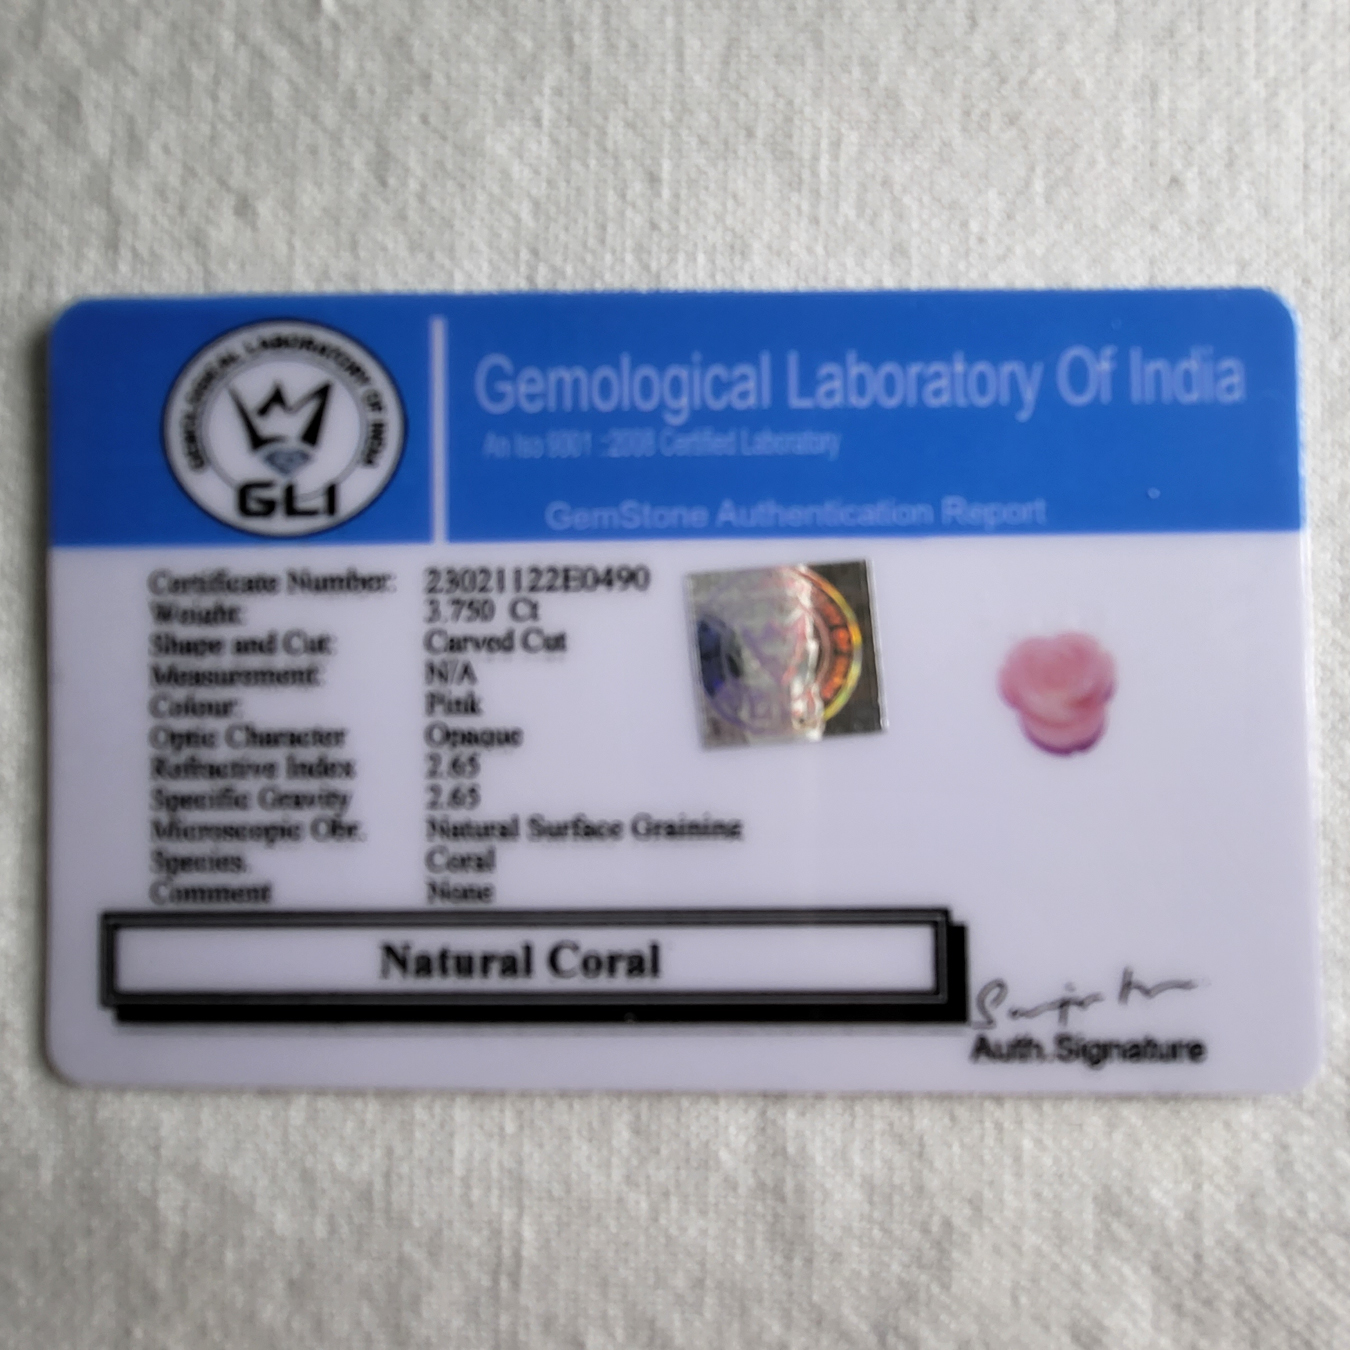 GEMOLOGICAL LABORATORY OF INDIA
GLI
Gemological Laboratory Of India
An Iso 9001 :2008 Certified Laboratory
GemStone Authentication Report
Certificate Number: 23021122E0490
Weight: 3.750 Ct
Shape and Cut: Carved Cut
Measurement: N/A
Colour: Pink
Optic Character Opaque
Refractive Index 2.65
Specific Gravity 2.65
Microscopic Obr. Natural Surface Graining
Species. Coral
Comment None
Natural Coral
Auth.Signature